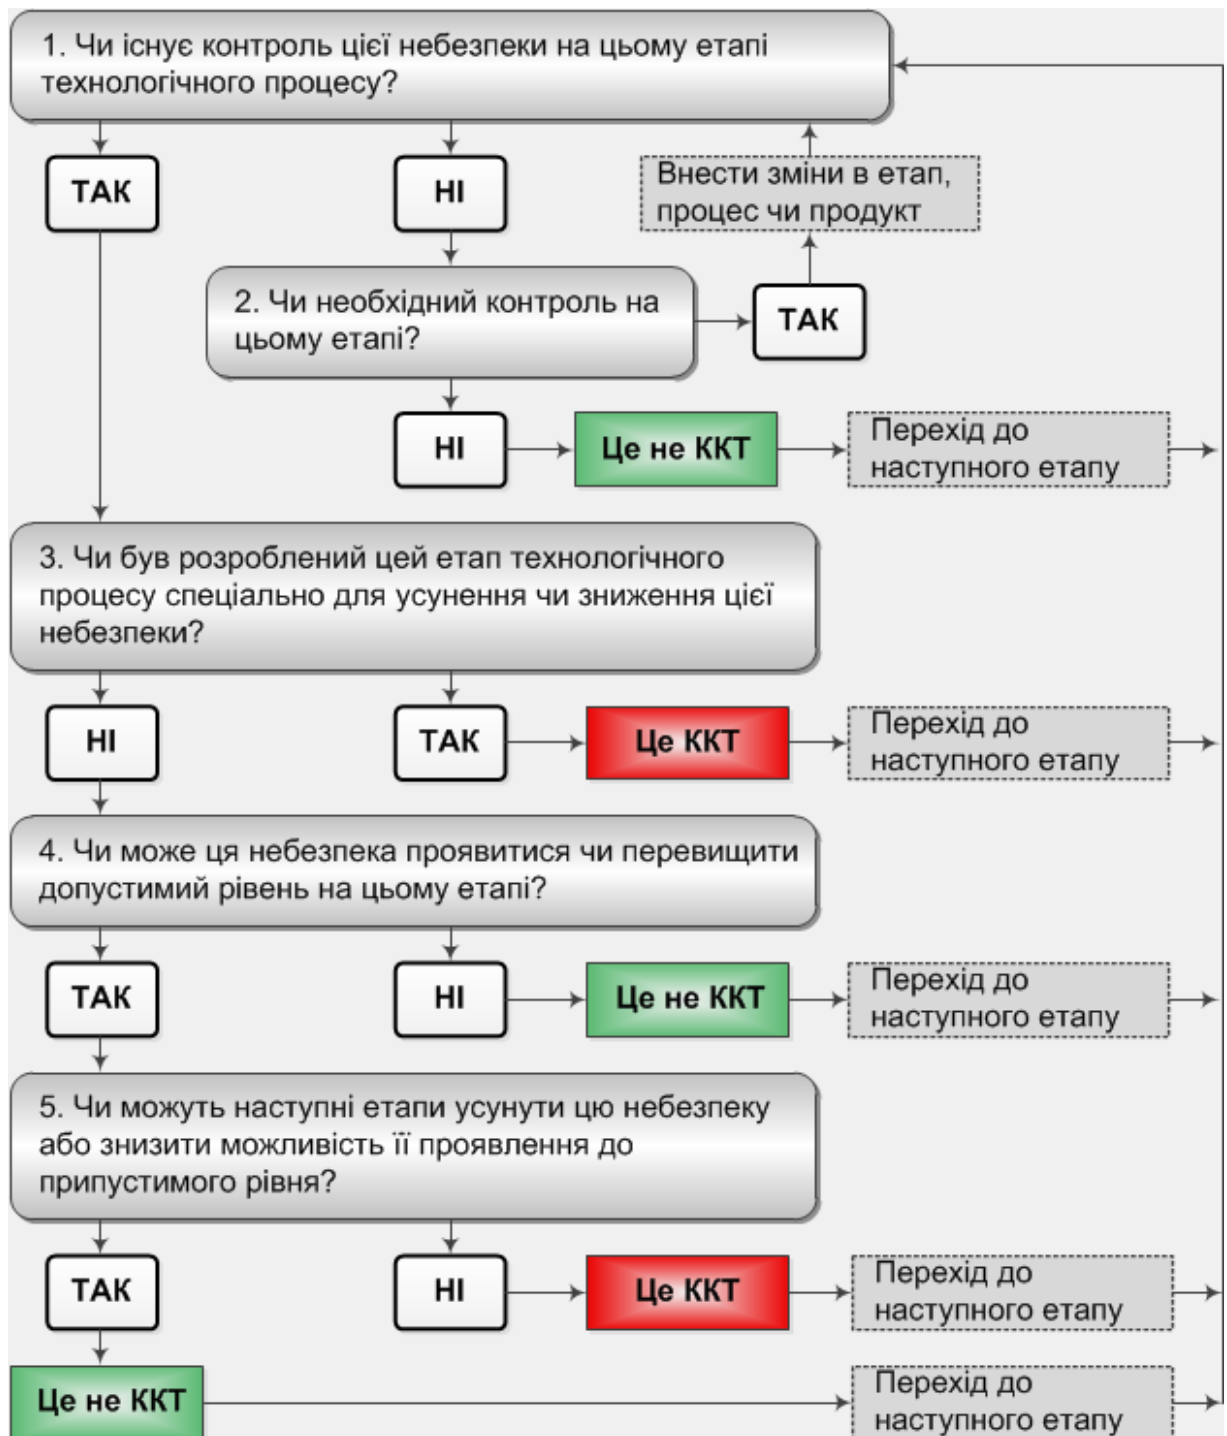 1. Чи існує контроль цієї небезпеки на цьому етапі
технологічного процесу?
ТАК
НІ
Внести зміни в етап,
процес чи продукт
2. Чи необхідний контроль на
цьому етапі?
ТАК
НІ
Це не ККТ
Перехід до
наступного етапу
3. Чи був розроблений цей етап технологічного
процесу спеціально для усунення чи зниження цієї
небезпеки?
НІ
ТАК
Це ККТ
Перехід до
наступного етапу
4. Чи може ця небезпека проявитися чи перевищити
допустимий рівень на цьому етапі?
ТАК
НІ
Це не ККТ
Перехід до
наступного етапу
5. Чи можуть наступні етапи усунути цю небезпеку
або знизити можливість її проявлення до
припустимого рівня?
ТАК
НІ
Це ККТ
Перехід до
наступного етапу
Це не ККТ
Перехід до
наступного етапу